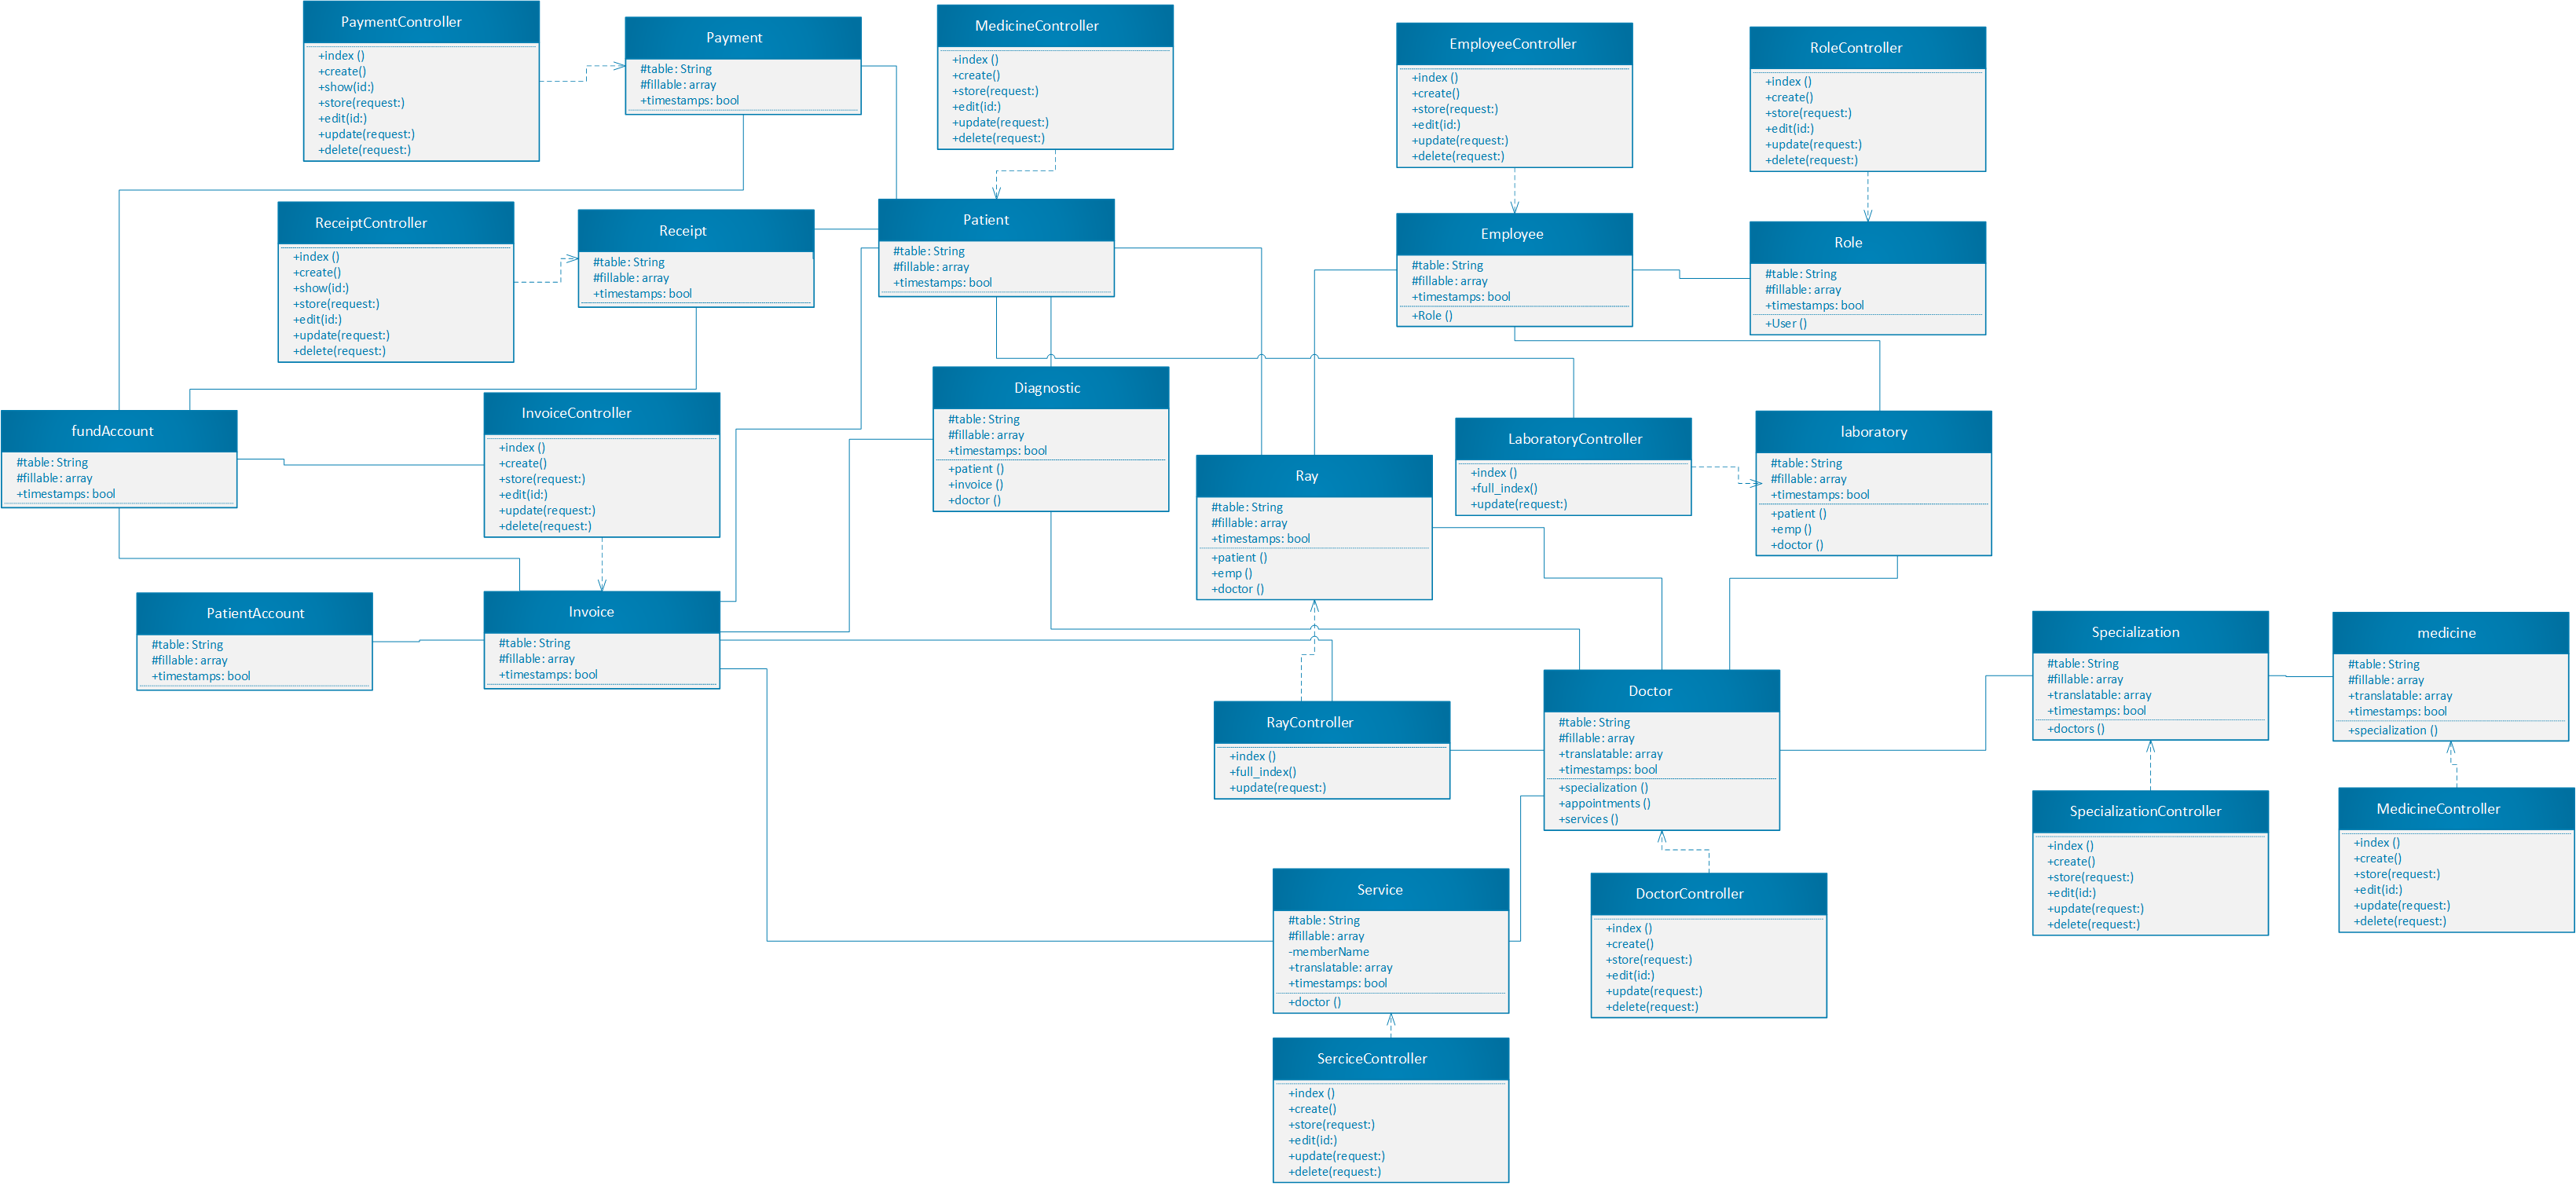 PaymentController
+index ()
+create()
+show(id:)
+store(request:)
+edit(id:)
+update(request:)
+delete(request:)
Payment
#table: String
#fillable: array
+timestamps: bool
MedicineController
+index ()
+create()
+store(request:)
+edit(id:)
+update(request:)
+delete(request:)
EmployeeController
+index ()
+create()
+store(request:)
+edit(id:)
+update(request:)
+delete(request:)
RoleController
+index ()
+create()
+store(request:)
+edit(id:)
+update(request:)
+delete(request:)
ReceiptController
+index ()
+create()
+show(id:)
+store(request:)
+edit(id:)
+update(request:)
+delete(request:)
Receipt
#table: String
#fillable: array
+timestamps: bool
Patient
#table: String
#fillable: array
+timestamps: bool
Employee
#table: String
#fillable: array
+timestamps: bool
+Role ()
Role
#table: String
#fillable: array
+timestamps: bool
+User ()
fundAccount
#table: String
#fillable: array
+timestamps: bool
InvoiceController
+index ()
+create()
+store(request:)
+edit(id:)
+update(request:)
+delete(request:)
Diagnostic
#table: String
#fillable: array
+timestamps: bool
+patient ()
+invoice ()
+doctor ()
Ray
#table: String
#fillable: array
+timestamps: bool
+patient ()
+emp ()
+doctor ()
LaboratoryController
+index ()
+full_index()
+update(request:)
laboratory
#table: String
#fillable: array
+timestamps: bool
+patient ()
+emp ()
+doctor ()
PatientAccount
#table: String
#fillable: array
+timestamps: bool
Invoice
#table: String
#fillable: array
+timestamps: bool
RayController
+index ()
+full_index()
+update(request:)
Doctor
#table: String
#fillable: array
+translatable: array
+timestamps: bool
+specialization ()
+appointments ()
+services ()
Specialization
#table: String
#fillable: array
+translatable: array
+timestamps: bool
+doctors ()
medicine
#table: String
#fillable: array
+translatable: array
+timestamps: bool
+specialization ()
SpecializationController
+index ()
+create()
+store(request:)
+edit(id:)
+update(request:)
+delete(request:)
MedicineController
+index ()
+create()
+store(request:)
+edit(id:)
+update(request:)
+delete(request:)
Service
#table: String
#fillable: array
-memberName
+translatable: array
+timestamps: bool
+doctor ()
DoctorController
+index ()
+create()
+store(request:)
+edit(id:)
+update(request:)
+delete(request:)
SerciceController
+index ()
+create()
+store(request:)
+edit(id:)
+update(request:)
+delete(request:)